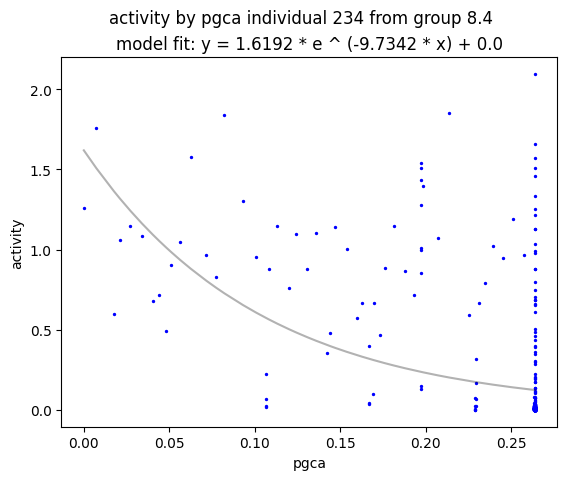 activity by pgca individual 234 from group 8.4
model fit: y = 1.6192 * e ^ (-9.7342 * x) + 0.0
2.0
1.5
1.0
0.5
0.0
activity
0.00 0.05 0.10 0.15 0.20 0.25
pgca